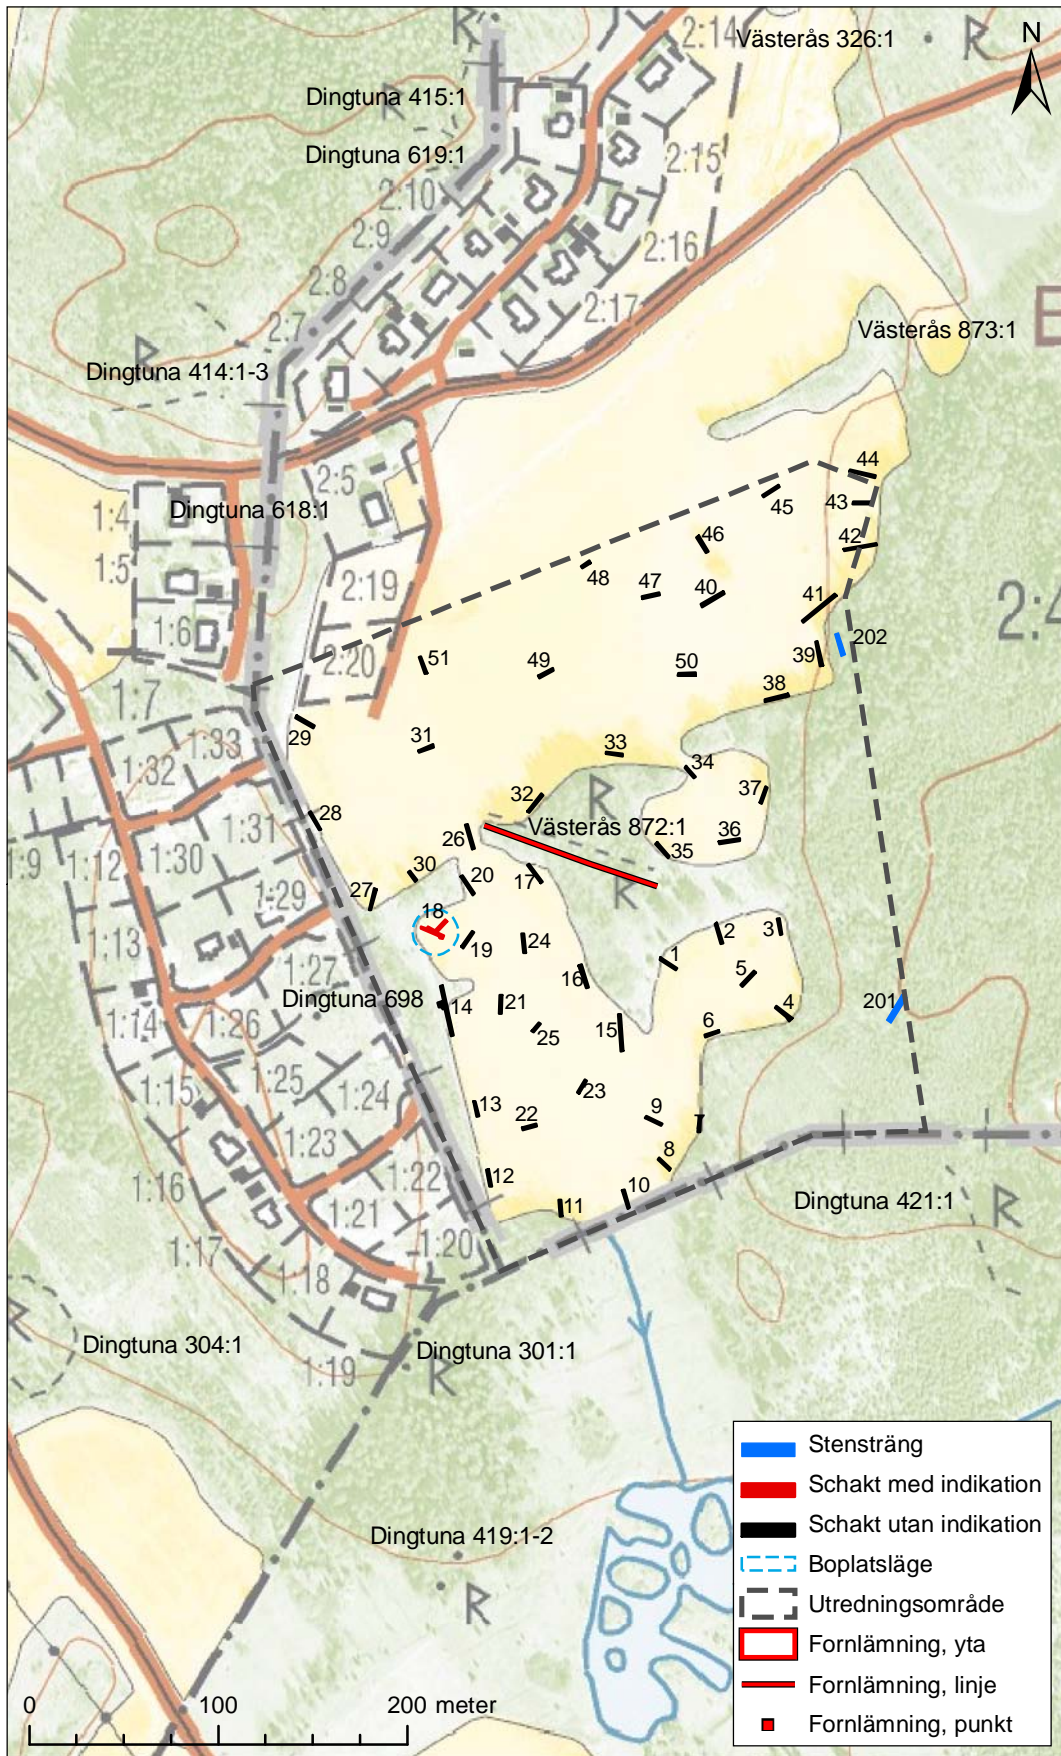 2:14
Västerås 326:1
R
R
N
Dingtuna 415:1
R
Dingtuna 619:1
2:15
2:10
2:9
2:16
2:8
2:17
2:7
Västerås 873:1
E
R
Dingtuna 414:1-3
2:5
1:4
Dingtuna 618:1
1:5
2:19
1:6
2:20
1:7
2:4
44
45
43
46
42
48
47
40
41
202
39
51
49
50
38
29
31
33
34
1:33
1:32
37
32
R
28
Västerås 872:1
26
36
1:31
35
1:9
1:12
1:30
30
20
17
R
1:29
27
18
2
3
1:13
19
24
1
5
1:27
16
Dingtuna 698
14
21
201
4
1:14
1:26
25
15
6
1:15
1:25
23
1:24
13
22
9
7
1:23
8
1:16
12
1:22
10
Dingtuna 421:1
R
11
1:21
1:17
1:20
1:18
R
Dingtuna 304:1
Dingtuna 301:1
1:19
R
Stensträng
Schakt med indikation
Schakt utan indikation
Dingtuna 419:1-2
Boplatsläge
R
Utredningsområde
Fornlämning, yta
Fornlämning, linje
Fornlämning, punkt
0 100 200 meter